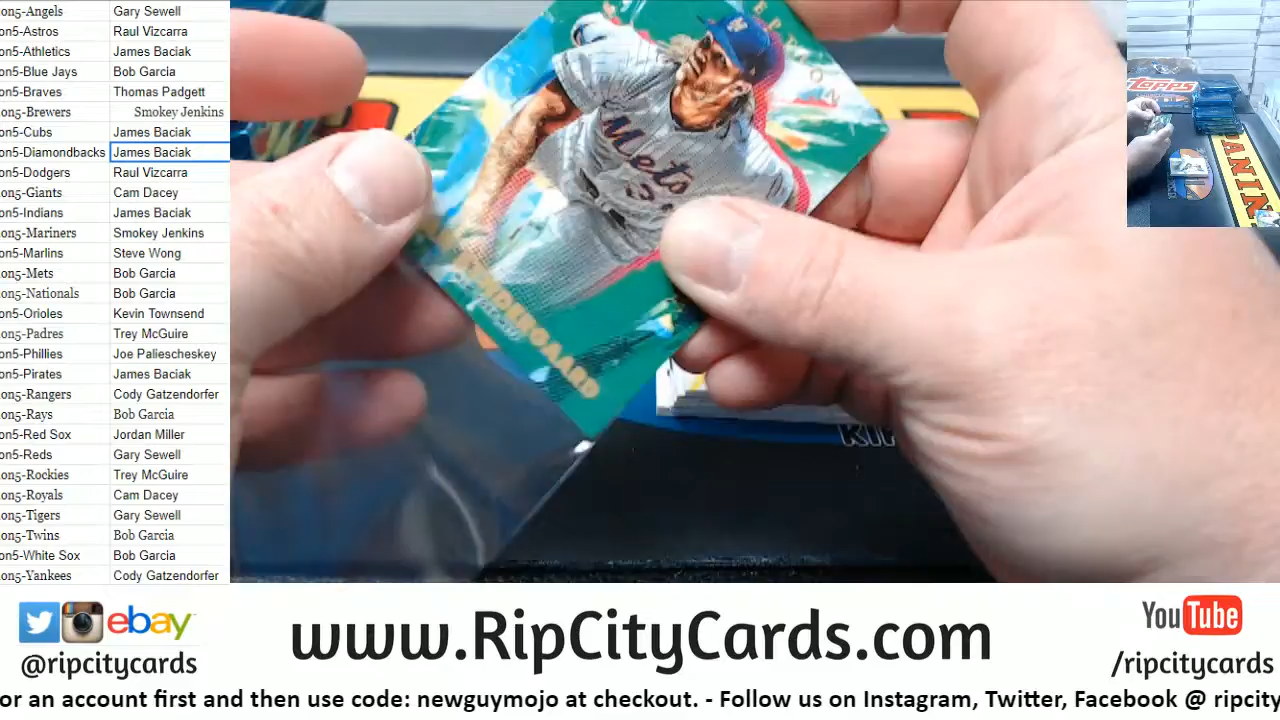 on5-Angels Gary Sewell
on5-Astros Raul Vizcarra
on5-Athletics James Baciak
on5-Blue Jays Bob Garcia
on5-Braves Thomas Padgett
on5-Brewers Smokey Jenkins
on5-Cubs James Baciak
on5-Diamondbacks James Baciak
on5-Dodgers Raul Vizcarra
on5-Giants Cam Dacey
on5-Indians James Baciak
on5-Mariners Smokey Jenkins
on5-Marlins Steve Wong
on5-Mets Bob Garcia
on5-Nationals Bob Garcia
on5-Orioles Kevin Townsend
on5-Padres Trey McGuire
on5-Phillies Joe Paliescheskey
on5-Pirates James Baciak
on5-Rangers Cody Gatzendorfer
on5-Rays Bob Garcia
on5-Red Sox Jordan Miller
on5-Reds Gary Sewell
on5-Rockies Trey McGuire
on5-Royals Cam Dacey
on5-Tigers Gary Sewell
on5-Twins Bob Garcia
on5-White Sox Bob Garcia
on5-Yankees Cody Gatzendorfer
Mets
topps
PANINI
ebay
@ripcitycards
www.RipCityCards.com
YouTube
/ripcitycards
or an account first and then use code: newguymojo at checkout. - Follow us on Instagram, Twitter, Facebook @ ripcity